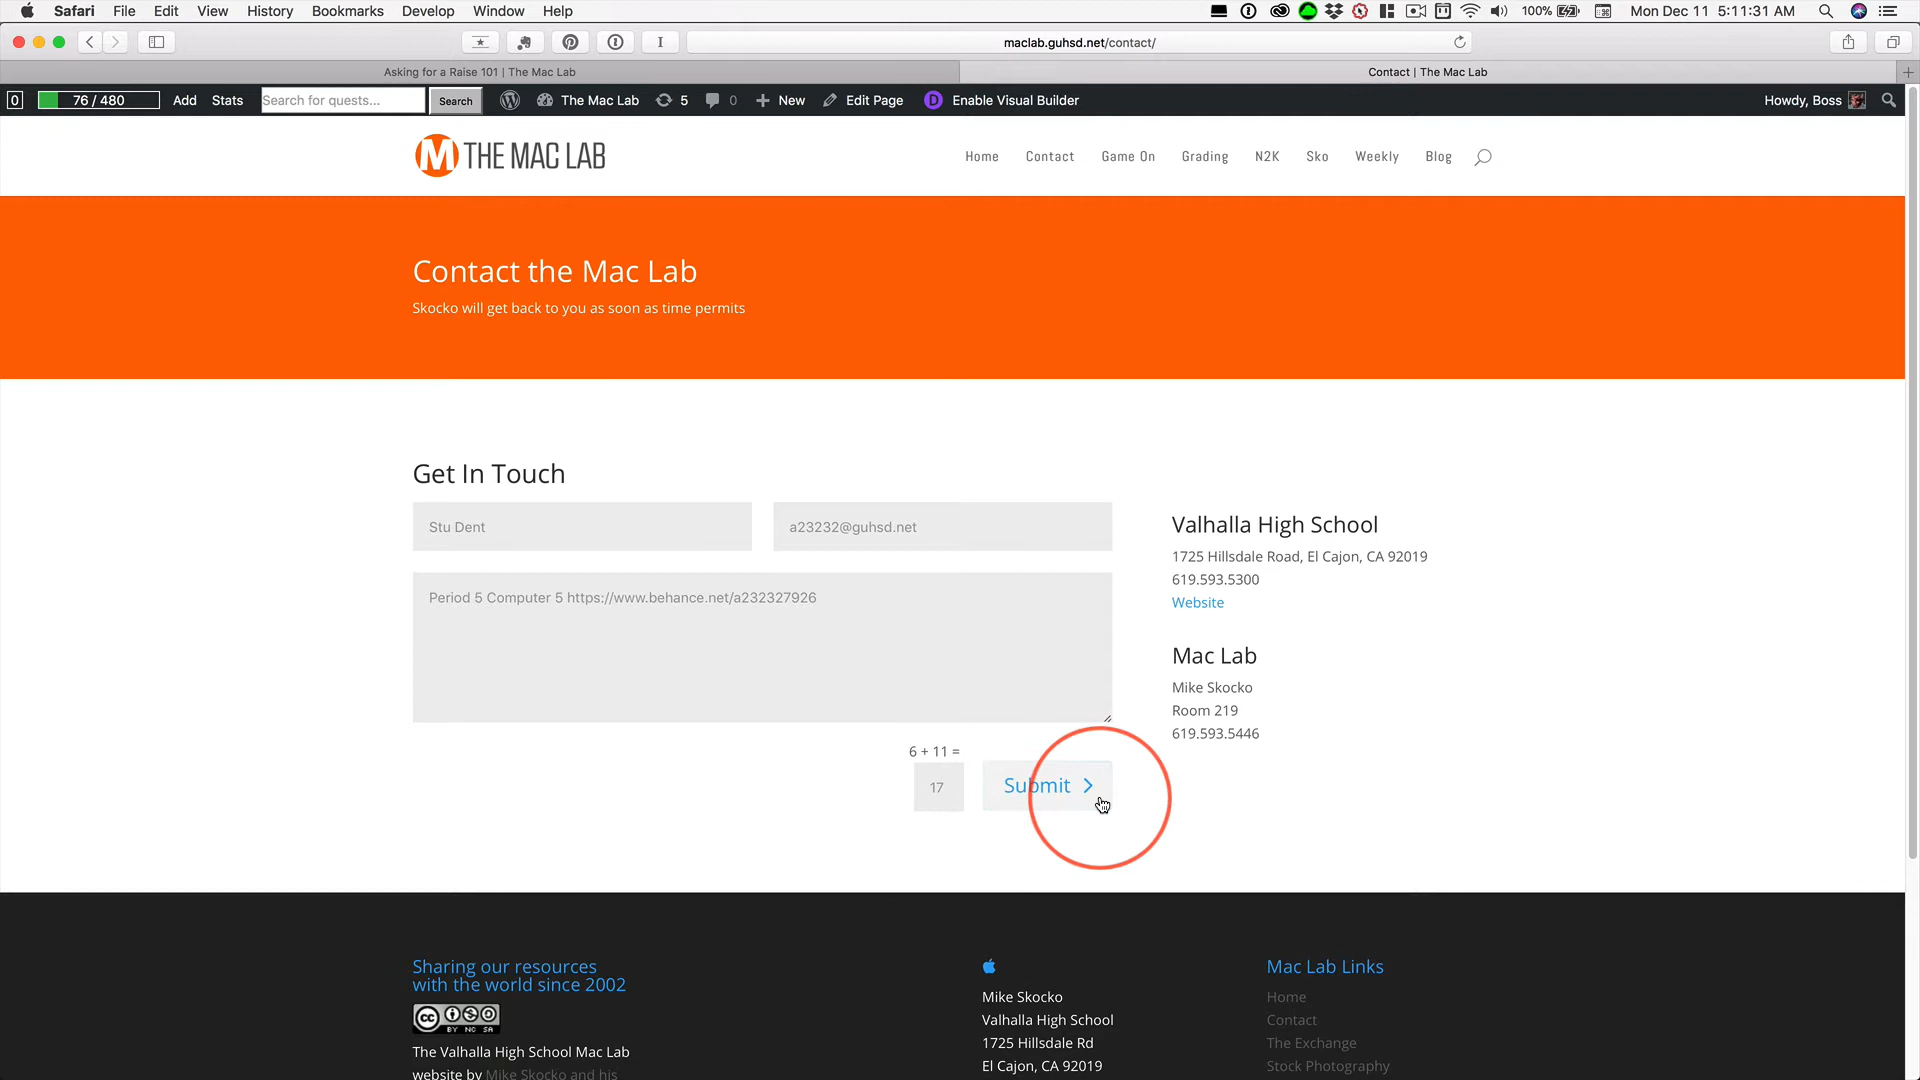 Safari File Edit View History Bookmarks Develop Window Help 100% Mon Dec 11 5:11:31 AM
maclab.guhsd.net/contact/
Asking for a Raise 101 | The Mac Lab Contact | The Mac Lab
0 76 / 480 Add Stats Search for quests... Search The Mac Lab 5 0 New Edit Page D Enable Visual Builder Howdy, Boss
M THE MAC LAB Home Contact Game On Grading N2K Sko Weekly Blog
Contact the Mac Lab
Skocko will get back to you as soon as time permits
Get In Touch
Stu Dent a23232@guhsd.net
Period 5 Computer 5 https://www.behance.net/a232327926
6 + 11 =
17 Submit
Valhalla High School
1725 Hillsdale Road, El Cajon, CA 92019
619.593.5300
Website
Mac Lab
Mike Skocko
Room 219
619.593.5446
Sharing our resources
with the world since 2002
cc BY NC SA
The Valhalla High School Mac Lab
website by Mike Skocko and his
Mike Skocko
Valhalla High School
1725 Hillsdale Rd
El Cajon, CA 92019
Mac Lab Links
Home
Contact
The Exchange
Stock Photography